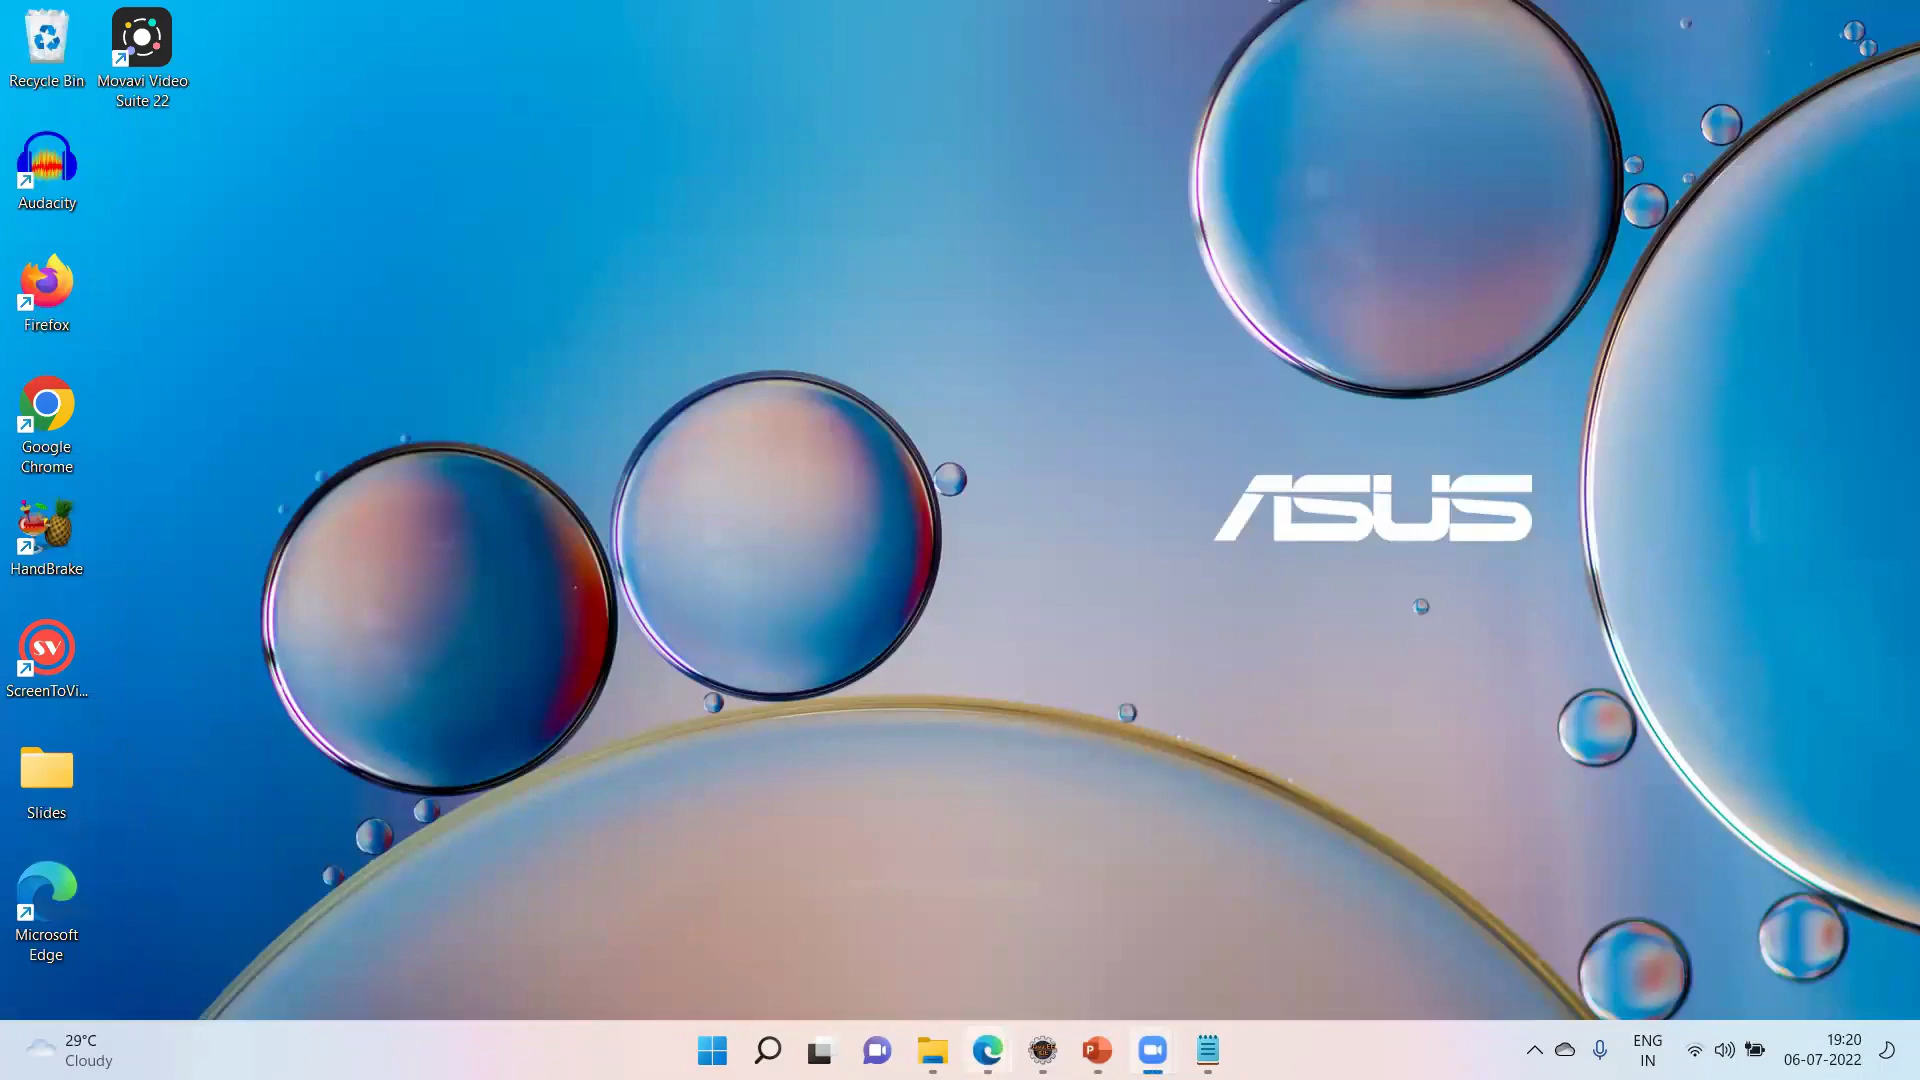 Recycle Bin
Movavi Video
Suite 22
Audacity
Firefox
Google
Chrome
HandBrake
SV
ScreenToVi...
Slides
Microsoft
Edge
ASUS
29°C
Cloudy
P
ENG
IN
19:20
06-07-2022